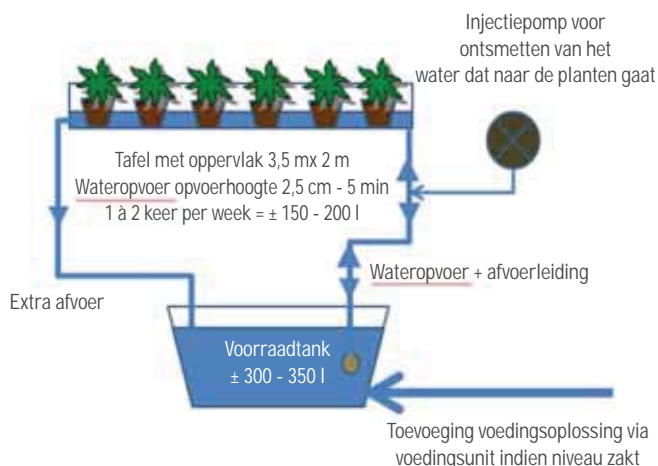 Injectiepomp voor
ontsmetten van het
water dat naar de planten gaat
Tafel met oppervlak 3,5 mx 2 m
Wateropvoer opvoerhoogte 2,5 cm - 5 min
1 à 2 keer per week = ± 150 - 200 l
Wateropvoer + afvoerleiding
Extra afvoer
Voorraadtank
± 300 - 350 l
Toevoeging voedingsoplossing via
voedingsunit indien niveau zakt